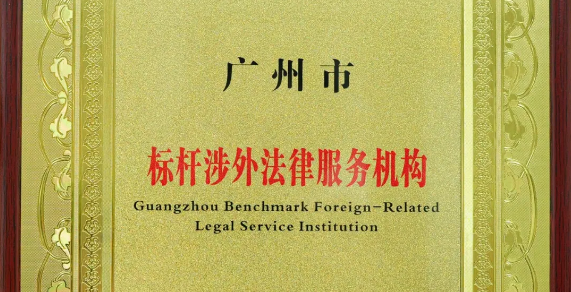 广州市
标杆涉外法律服务机构
Guangzhou Benchmark Foreign-Related
Legal Service Institution